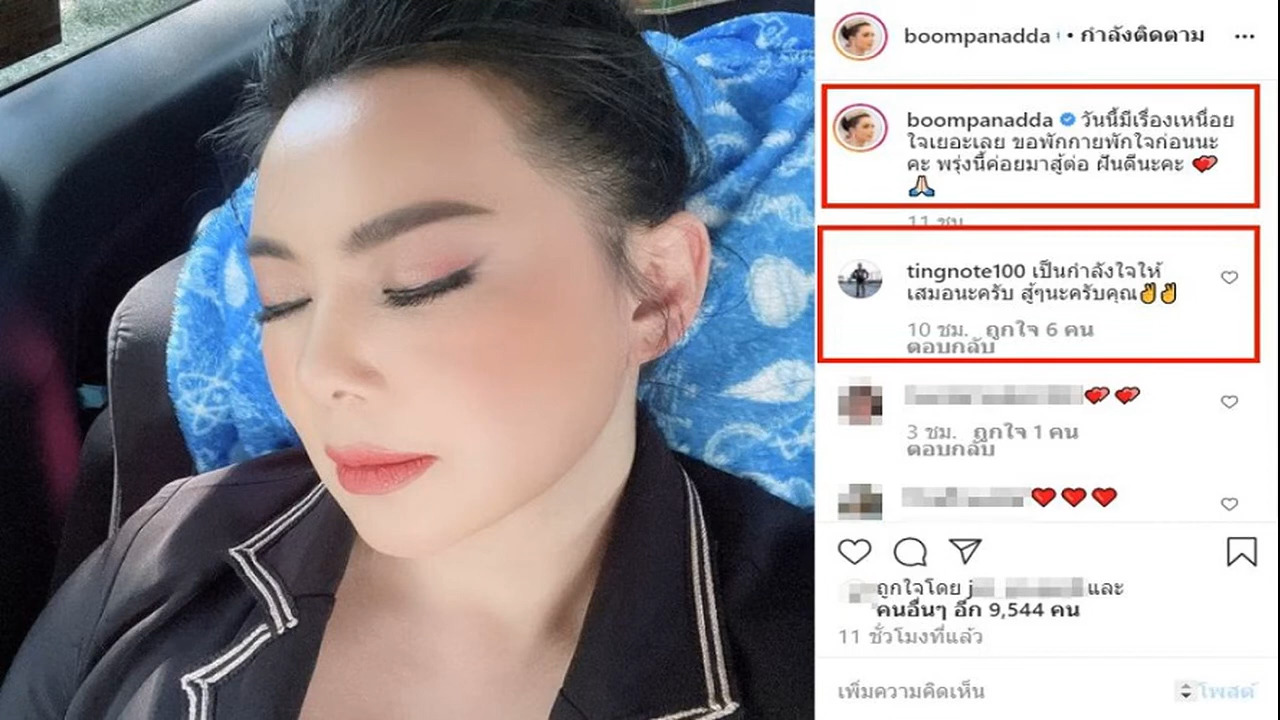 boompanadda • กำลังติดตาม
boompanadda วันนี้มีเรื่องเหนื่อย
ใจเยอะเลย ขอพักกายพักใจก่อนนะ
คะ พรุ่งนี้ค่อยมาสู้ต่อ ฝันดีนะคะ 💕
🙏🏻
11 ชม.
tingnote100 เป็นกำลังใจให้
เสมอนะครับ สู้ๆนะครับคุณ✌️✌️
10 ชม. ถูกใจ 6 คน
ตอบกลับ
💕 💕
3 ชม. ถูกใจ 1 คน
ตอบกลับ
❤️ ❤️ ❤️
ถูกใจโดย j และ
คนอื่นๆ อีก 9,544 คน
11 ชั่วโมงที่แล้ว
เพิ่มความคิดเห็น
โพสต์